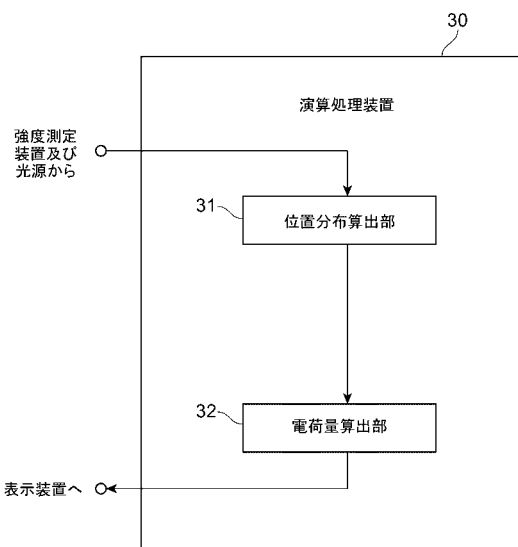 30
演算処理装置
強度測定
装置及び
光源から
31
位置分布算出部
32
電荷量算出部
表示装置へ